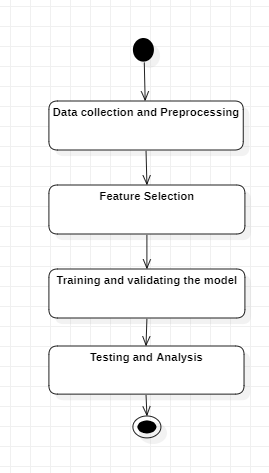 Data collection and Preprocessing
Feature Selection
Training and validating the model
Testing and Analysis